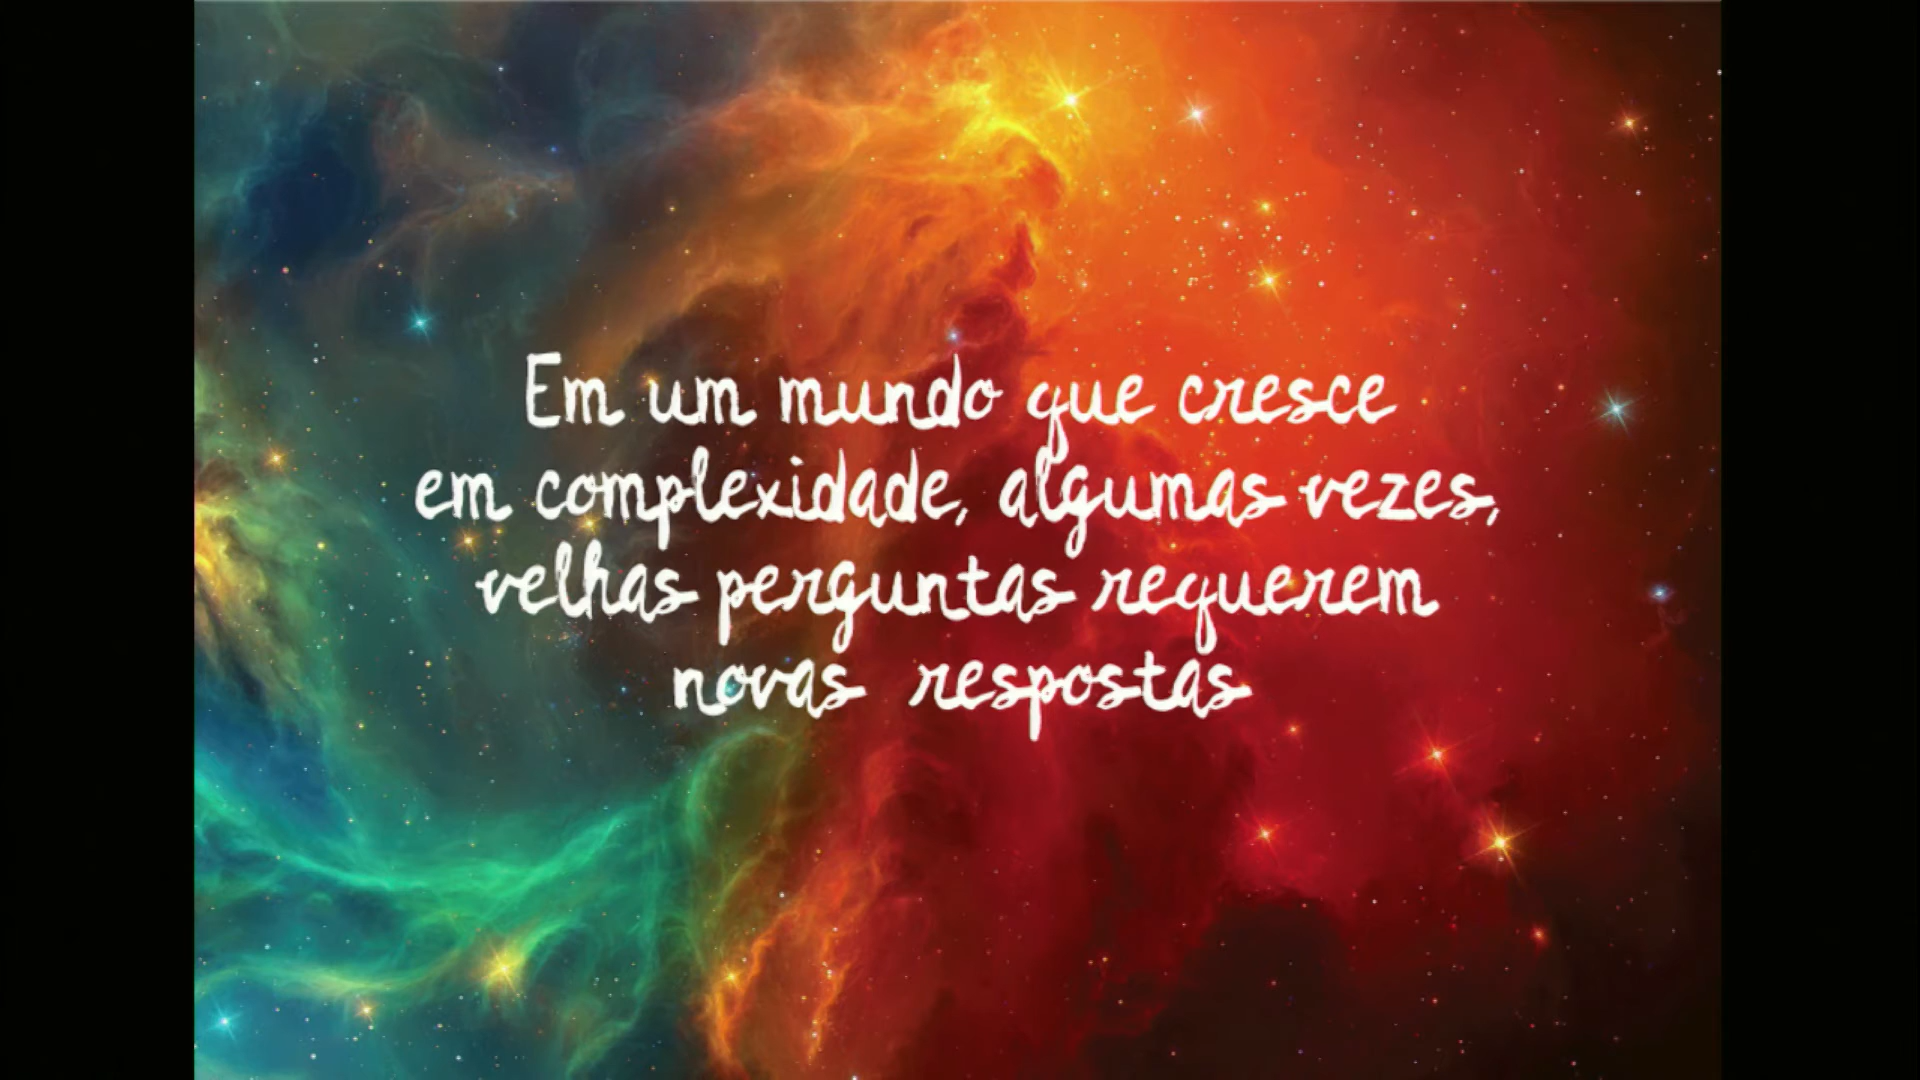 Em um mundo que cresce
em complexidade, algumas vezes,
velhas perguntas requerem
novas respostas